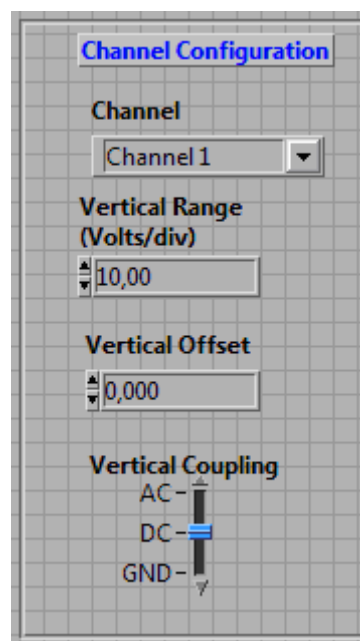 Channel Configuration
Channel
Channel 1
Vertical Range
(Volts/div)
10,00
Vertical Offset
0,000
Vertical Coupling
AC
DC
GND